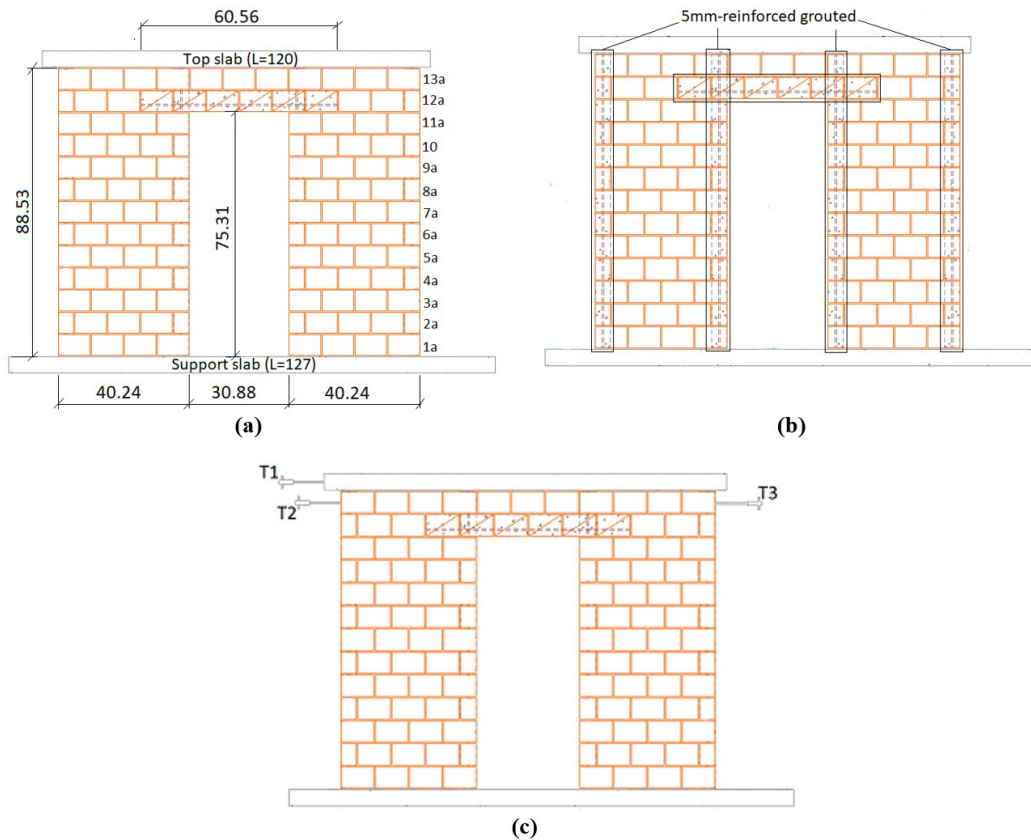 60.56
Top slab (L=120)
13a
12a
11a
10
9a
8a
7a
6a
5a
4a
3a
2a
1a
88.53
75.31
Support slab (L=127)
40.24
30.88
40.24
(a)
5mm-reinforced grouted
(b)
T1
T2
T3
(c)